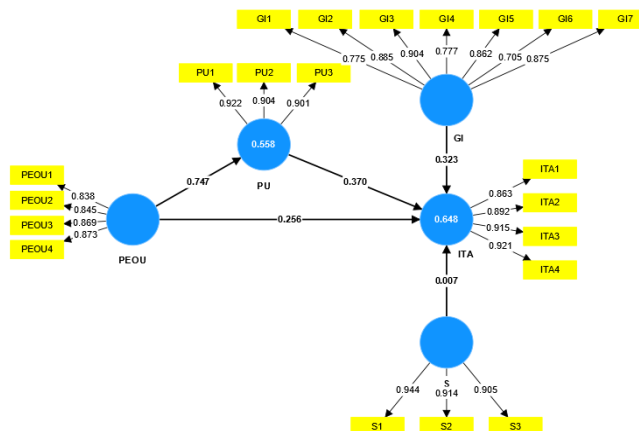 GI1 GI2 GI3 GI4 GI5 GI6 GI7
0.775 0.885 0.904 0.777 0.862 0.705 0.875
PU1 PU2 PU3
0.922 0.904 0.901
GI
0.558
PU
0.323
PEOU1
PEOU2
PEOU3
PEOU4
0.838
0.845
0.869
0.873
PEOU
0.747
0.370
0.256
0.648
ITA
0.863
0.892
0.915
0.921
ITA1
ITA2
ITA3
ITA4
0.007
S
0.944 0.914 0.905
S1 S2 S3